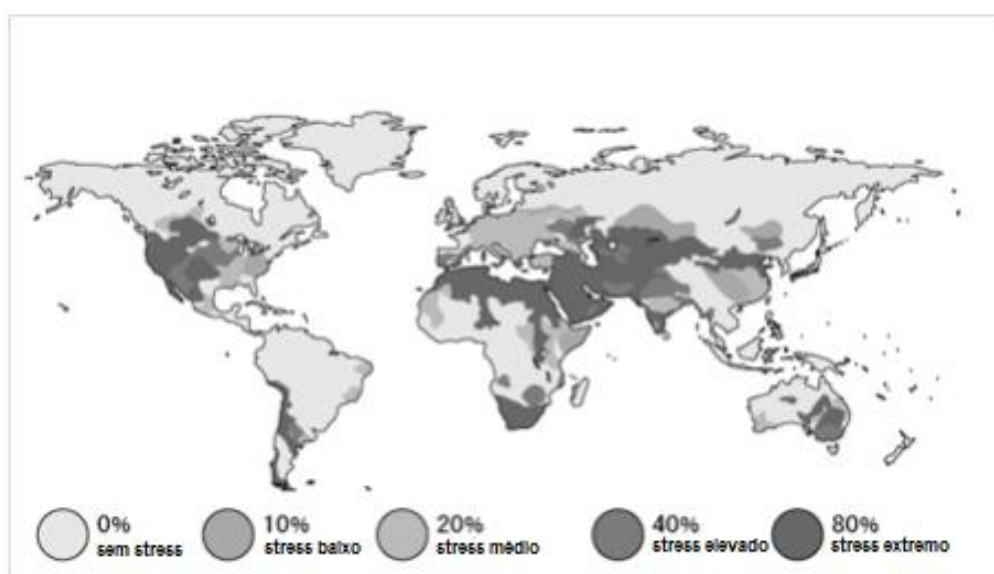 0%
sem stress
10%
stress baixo
20%
stress médio
40%
stress elevado
80%
stress extremo